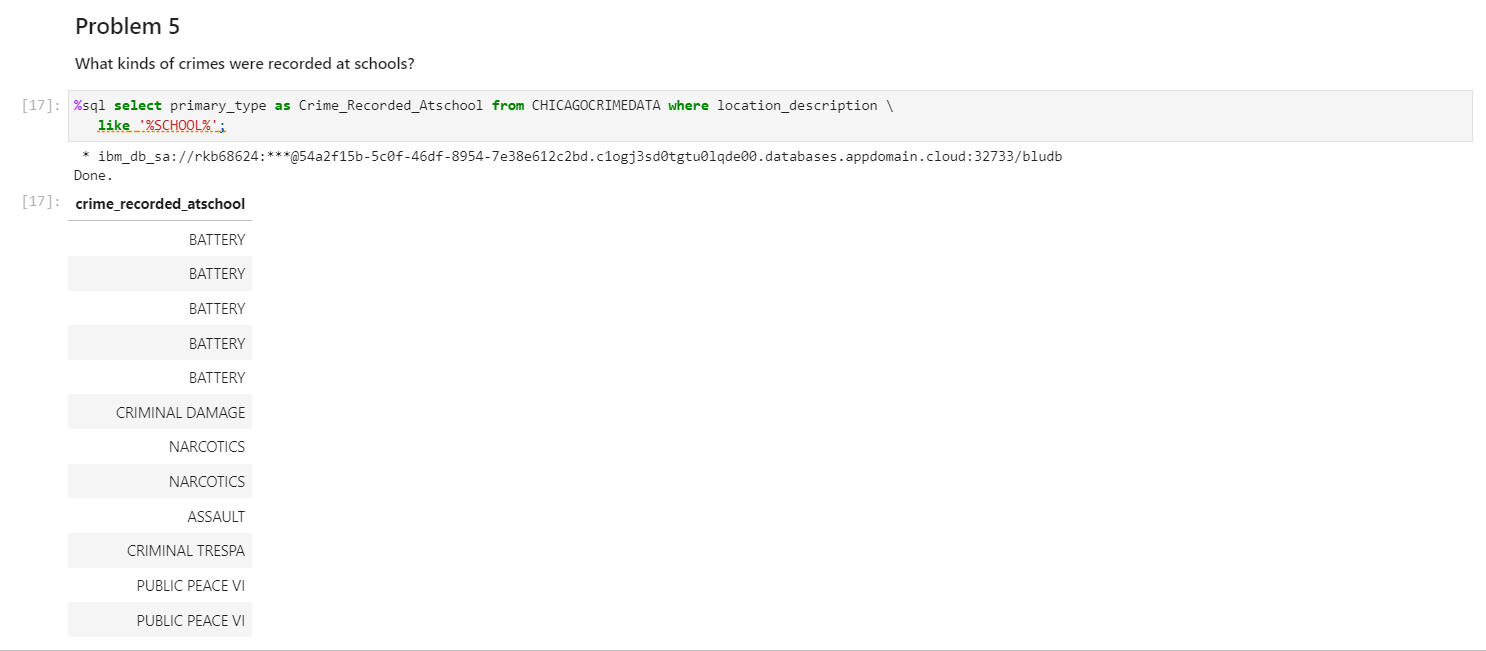 Problem 5
What kinds of crimes were recorded at schools?
[17]: %sql select primary_type as Crime_Recorded_Atschool from CHICAGOCRIMEDATA where location_description \
like '%SCHOOL%';
* ibm_db_sa://rkb68624:***@54a2f15b-5c0f-46df-8954-7e38e612c2bd.c1ogj3sd0tgtu0lqde00.databases.appdomain.cloud:32733/bludb
Done.
[17]: crime_recorded_atschool
BATTERY
BATTERY
BATTERY
BATTERY
BATTERY
CRIMINAL DAMAGE
NARCOTICS
NARCOTICS
ASSAULT
CRIMINAL TRESPA
PUBLIC PEACE VI
PUBLIC PEACE VI